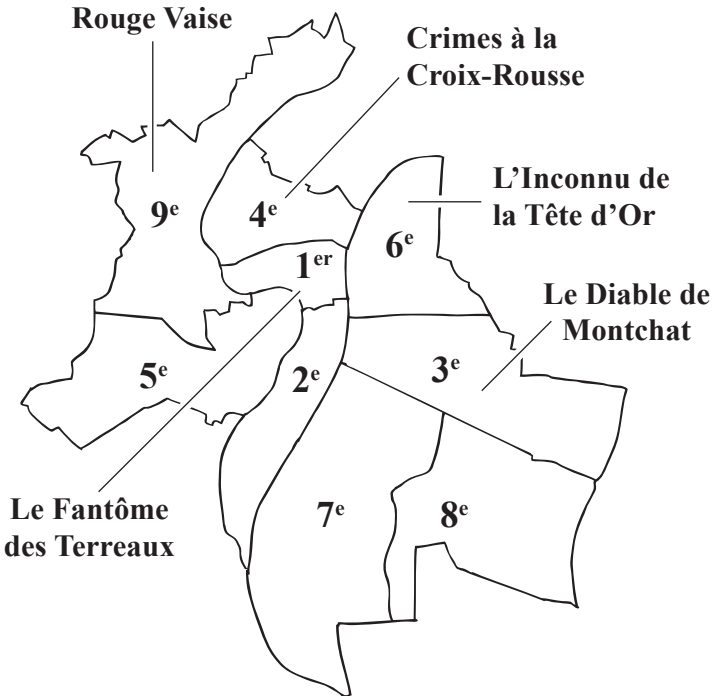 Rouge Vaise
Crimes à la
Croix-Rousse
L’Inconnu de
la Tête d’Or
9ᵉ
4ᵉ
6ᵉ
1ᵉʳ
Le Diable de
Montchat
5ᵉ
2ᵉ
3ᵉ
Le Fantôme
des Terreaux
7ᵉ
8ᵉ